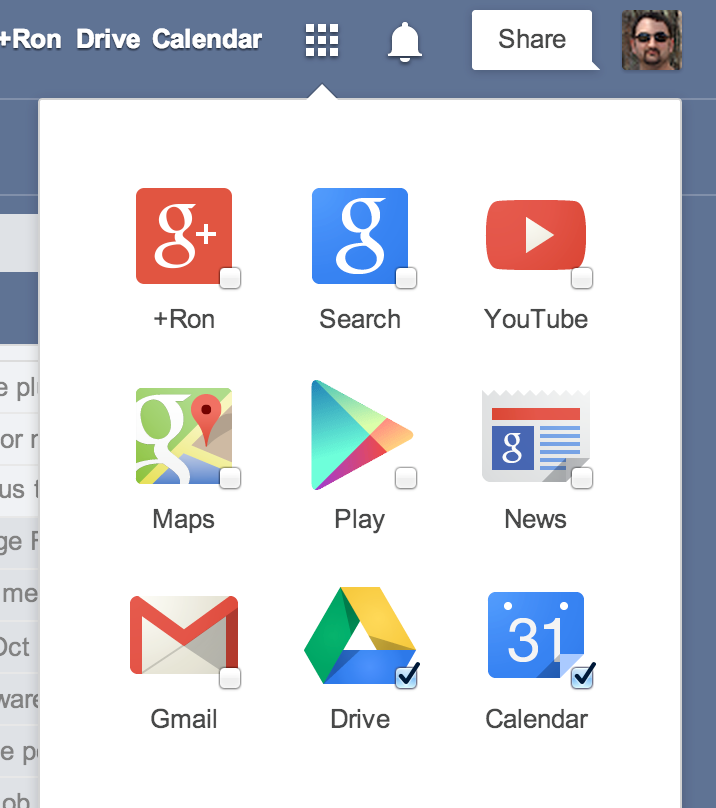 +Ron Drive Calendar Share
g+ g
+Ron Search YouTube
g g
Maps Play News
31
Gmail Drive Calendar
e pl
or r
us t
ge F
me
Oct
ware
e p
ob